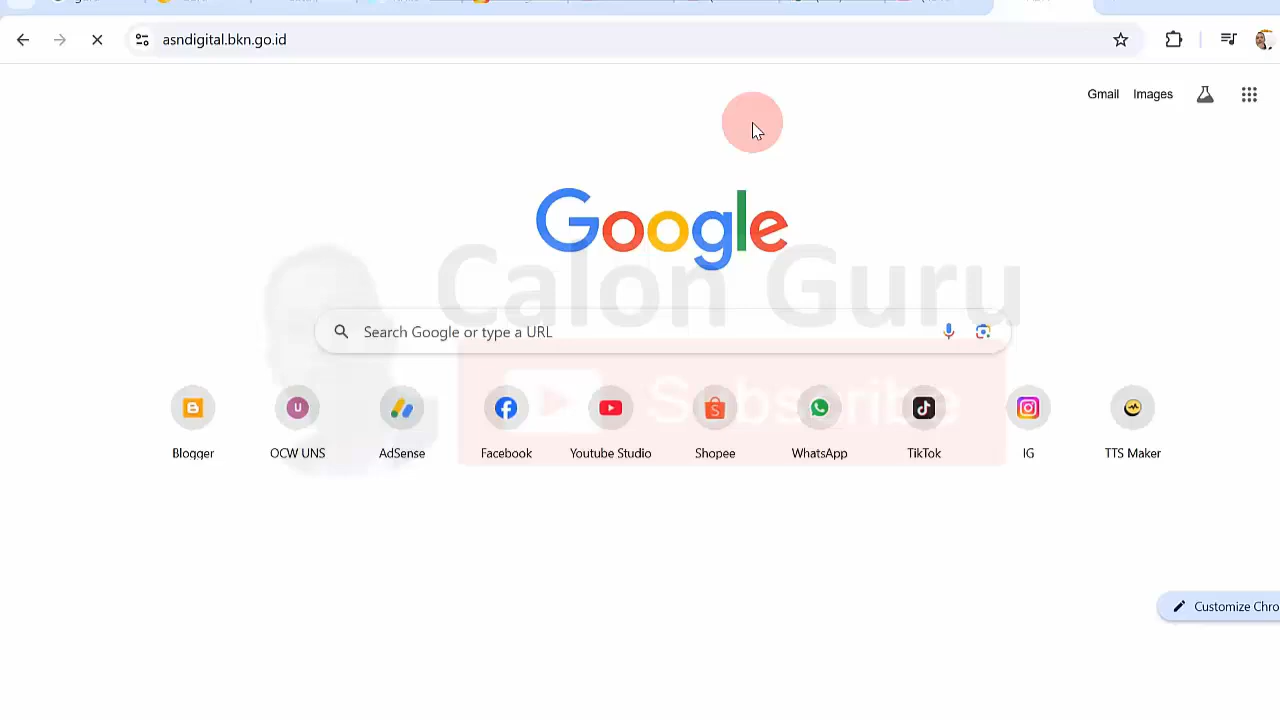 asndigital.bkn.go.id
Gmail Images
Google
Calon Guru
Search Google or type a URL
Subscribe
Blogger OCW UNS AdSense Facebook Youtube Studio Shopee WhatsApp TikTok IG TTS Maker
Customize Chro